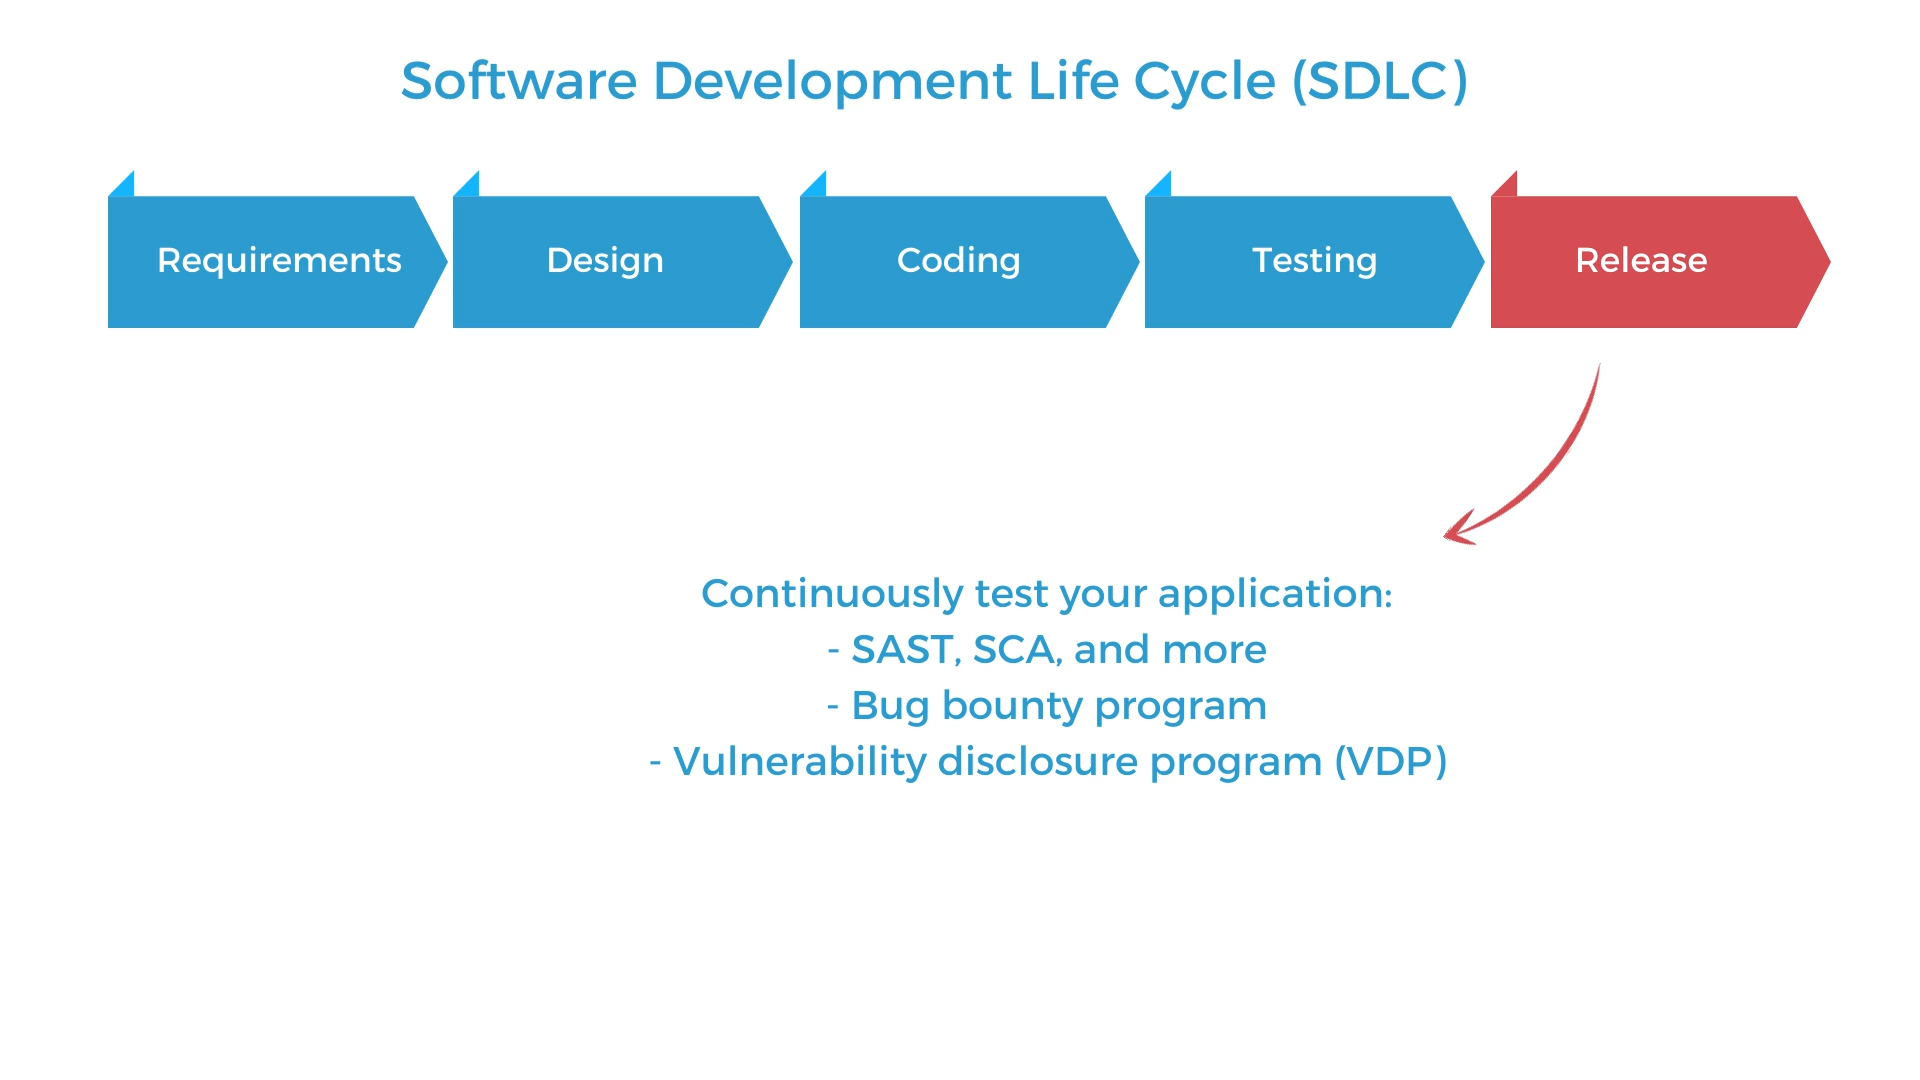 Software Development Life Cycle (SDLC)
Requirements
Design
Coding
Testing
Release
Continuously test your application:
- SAST, SCA, and more
- Bug bounty program
- Vulnerability disclosure program (VDP)